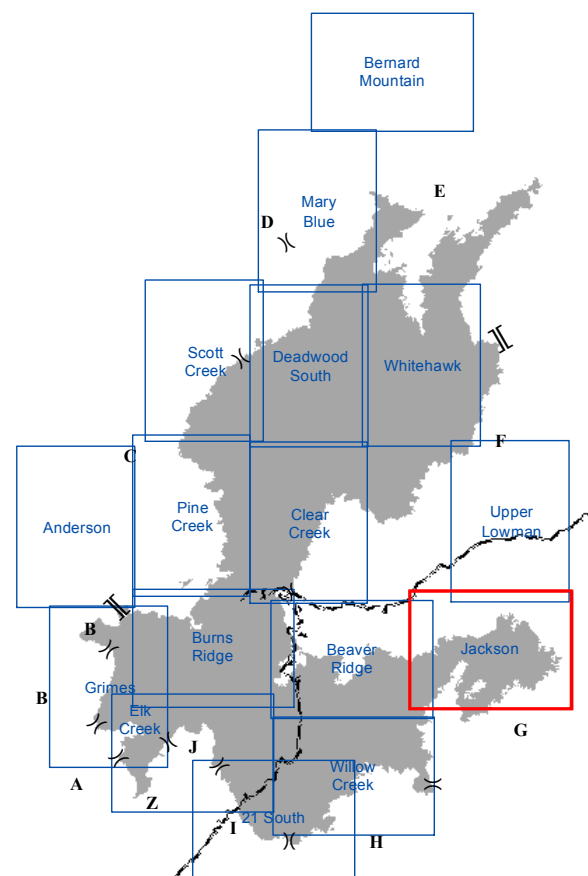 Bernard
Mountain
E
Mary
Blue
D
Scott
Creek
Deadwood
South
Whitehawk
][
C
F
Anderson
Pine
Creek
Clear
Creek
Upper
Lowman
][
B
Burns
Ridge
Beaver
Ridge
Jackson
B
Grimes
Elk
Creek
G
J
A
Z
Willow
Creek
I
21 South
H